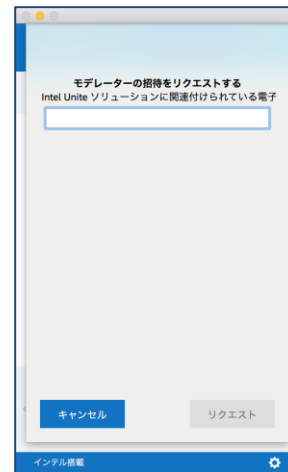 モデレーターの招待をリクエストする
Intel Unite ソリューションに関連付けられている電子
キャンセル
リクエスト
インテル搭載